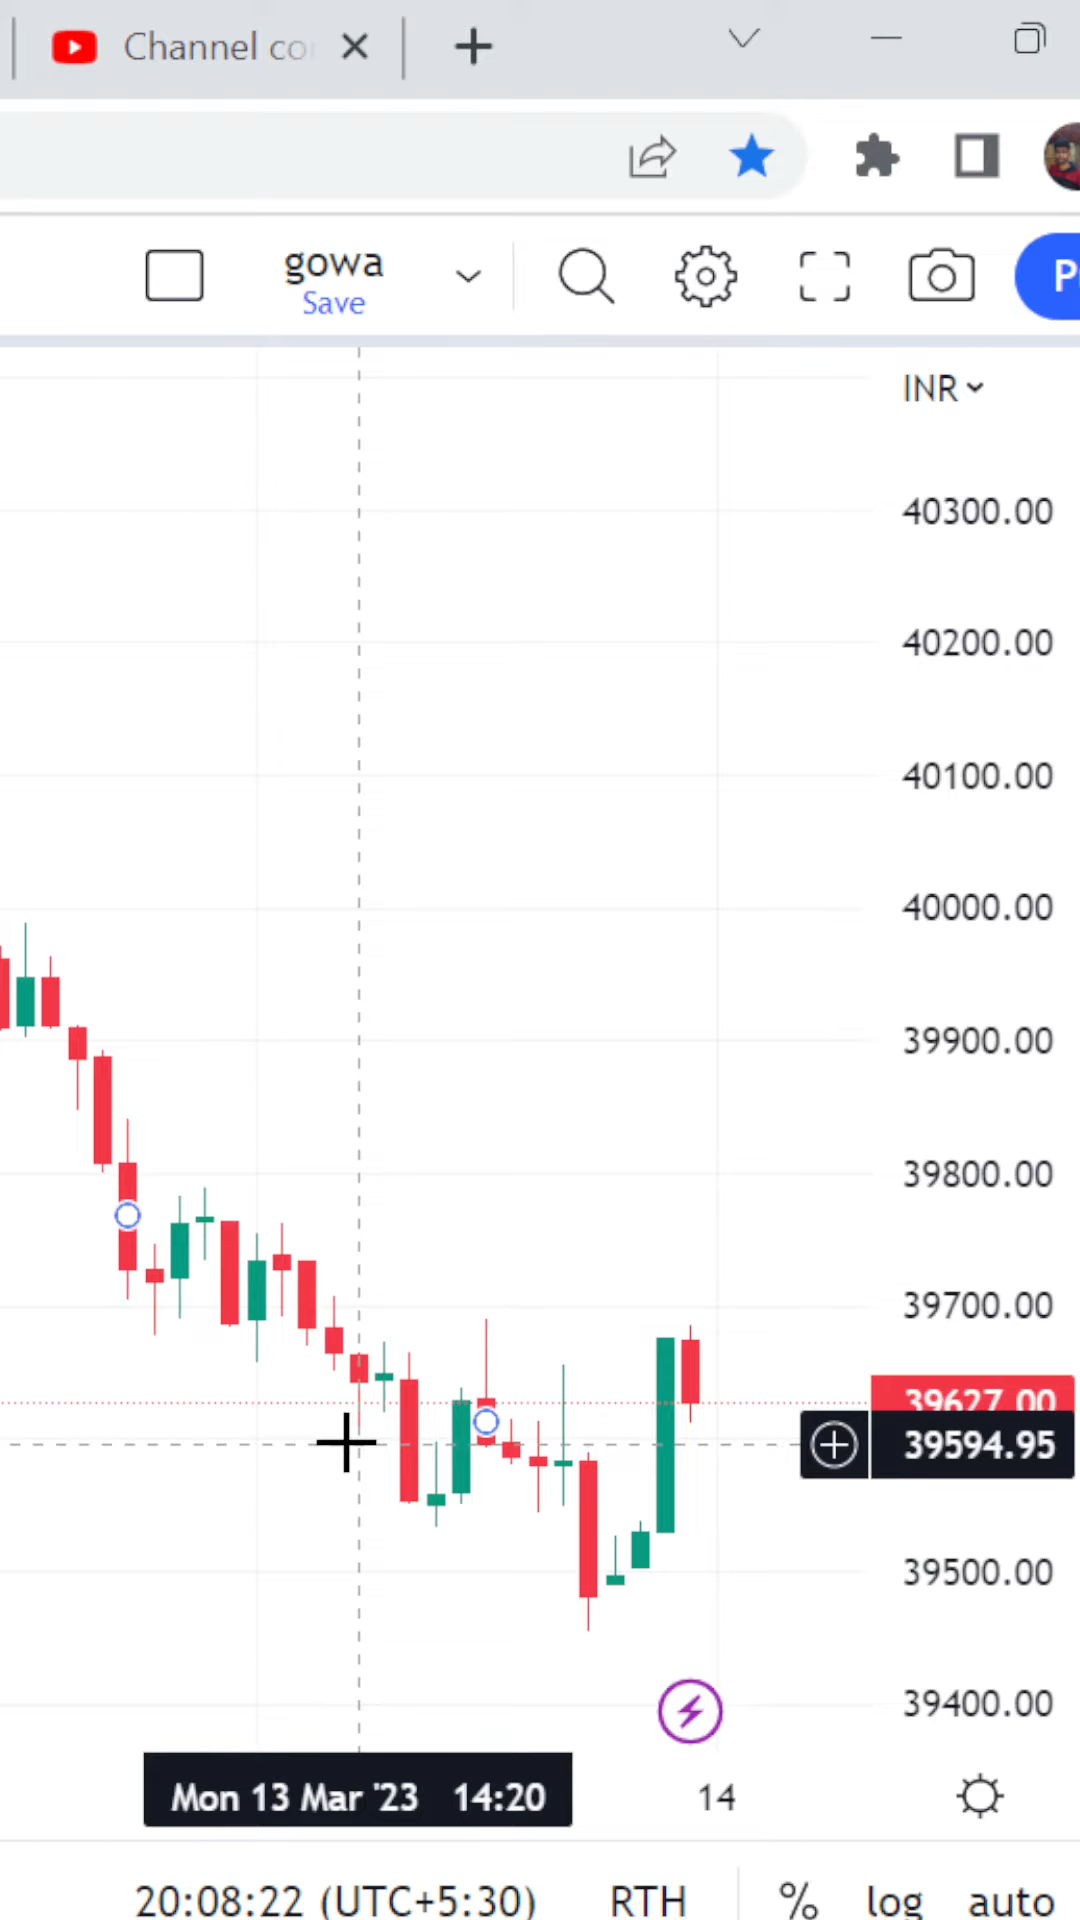 Channel co
gowa
Save
P
INR
40300.00
40200.00
40100.00
40000.00
39900.00
39800.00
39700.00
39627.00
39594.95
39500.00
39400.00
Mon 13 Mar '23 14:20
14
20:08:22 (UTC+5:30) RTH % log auto